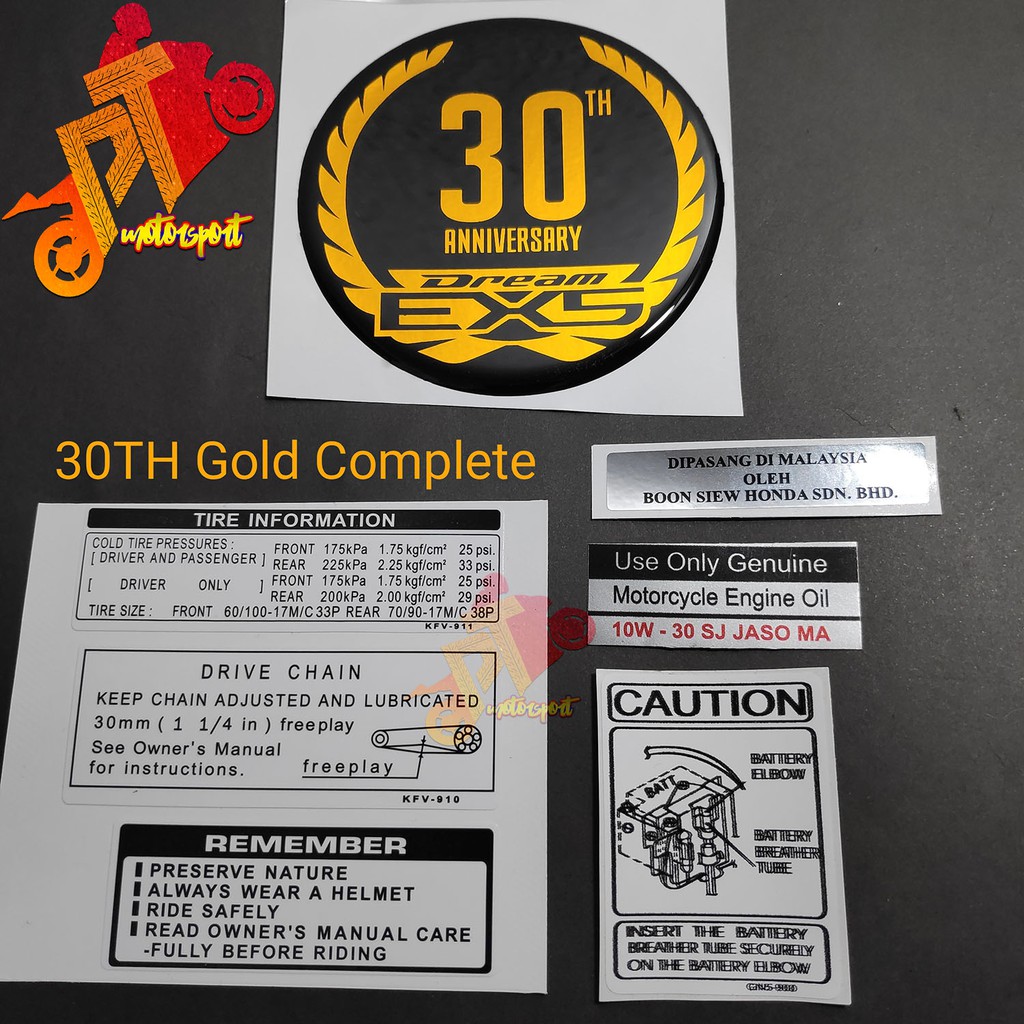 motorsport
30TH
ANNIVERSARY
Dream
EX5
30TH Gold Complete
DIPASANG DI MALAYSIA
OLEH
BOON SIEW HONDA SDN. BHD.
TIRE INFORMATION
COLD TIRE PRESSURES : FRONT 175kPa 1.75 kgf/cm² 25 psi.
[ DRIVER AND PASSENGER ] REAR 225kPa 2.25 kgf/cm² 33 psi.
[ DRIVER ONLY ] FRONT 175kPa 1.75 kgf/cm² 25 psi.
REAR 200kPa 2.00 kgf/cm² 29 psi.
TIRE SIZE : FRONT 60/100-17M/C 33P REAR 70/90-17M/C 38P
KFV-911
Use Only Genuine
Motorcycle Engine Oil
10W - 30 SJ JASO MA
DRIVE CHAIN
KEEP CHAIN ADJUSTED AND LUBRICATED
30mm ( 1 1/4 in ) freeplay
See Owner's Manual
for instructions.
freeplay
KFV-910
motorsport
CAUTION
BATTERY
ELBOW
BATT
BATTERY
BREATHER
TUBE
INSERT THE BATTERY
BREATHER TUBE SECURELY
ON THE BATTERY ELBOW
REMEMBER
PRESERVE NATURE
ALWAYS WEAR A HELMET
RIDE SAFELY
READ OWNER'S MANUAL CARE
-FULLY BEFORE RIDING